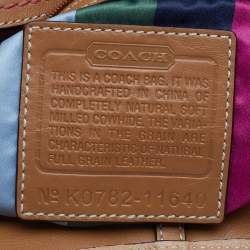 COACH
THIS IS A COACH BAG. IT WAS
HANDCRAFTED IN CHINA OF
COMPLETELY NATURAL SOFT
MILLED COWHIDE. THE VARIA-
TIONS IN THE GRAIN ARE
CHARACTERISTIC OF NATURAL
FULL GRAIN LEATHER.
No K0782-11640